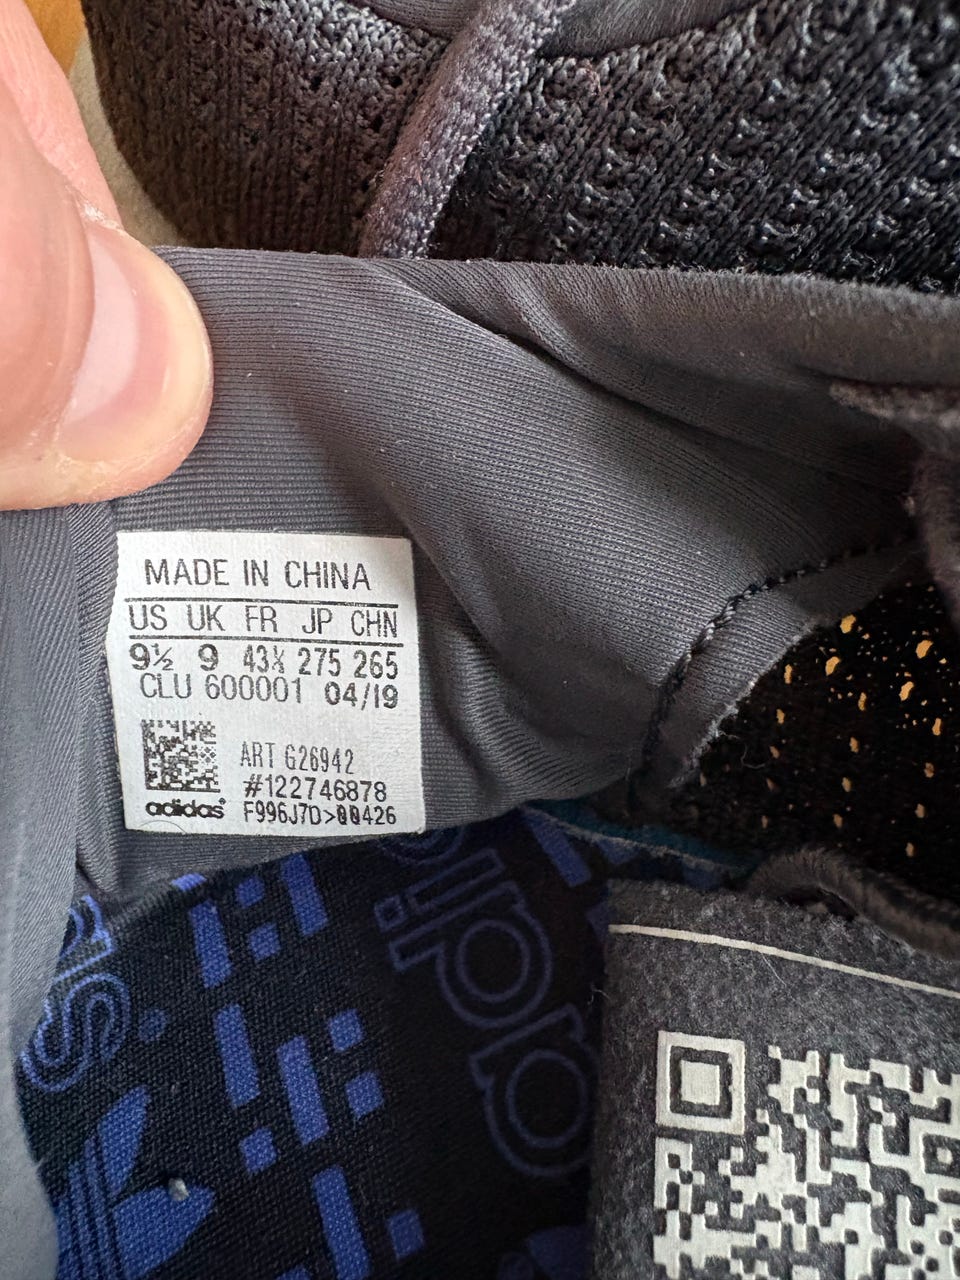 MADE IN CHINA
US UK FR JP CHN
9½ 9 43⅓ 275 265
CLU 600001 04/19
ART G26942
#122746878
adidas
F996J7D>00426
adidas